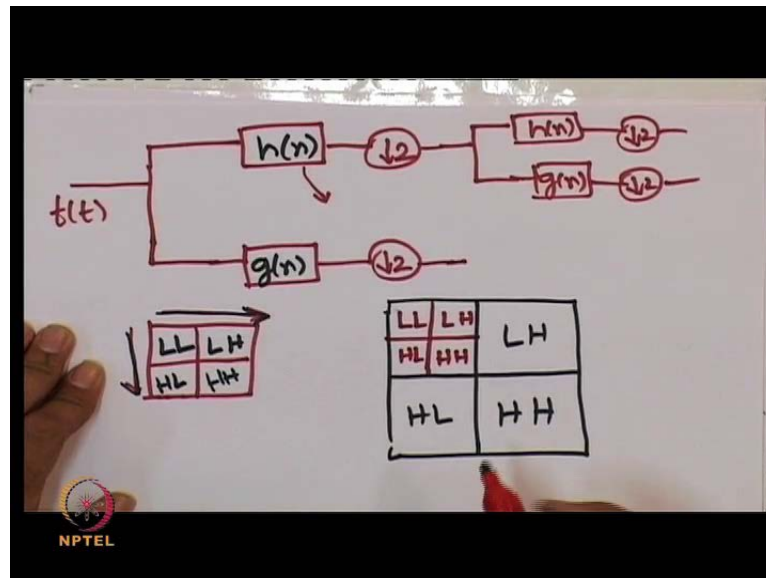 h(n) ↓2 h(n) ↓2
f(t) g(n) ↓2
g(n) ↓2
LL LH
HL HH
LL LH LH
HL HH
HL HH
NPTEL